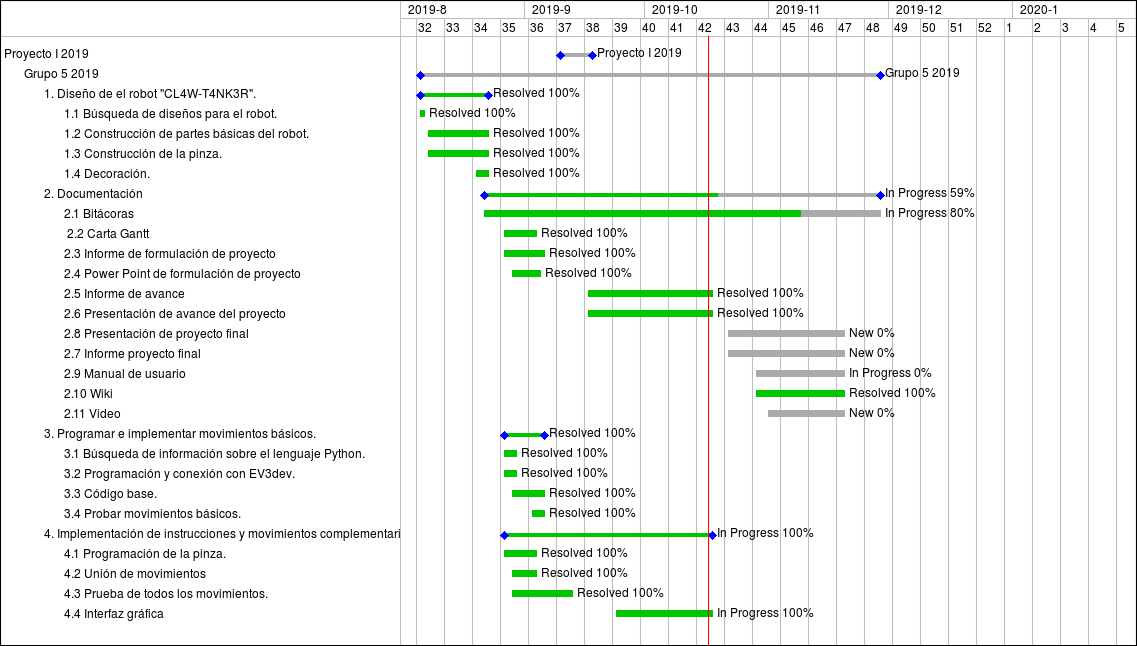 2019-8 2019-9 2019-10 2019-11 2019-12 2020-1
32 33 34 35 36 37 38 39 40 41 42 43 44 45 46 47 48 49 50 51 52 1 2 3 4 5
Proyecto I 2019 Proyecto I 2019
Grupo 5 2019 Grupo 5 2019
1. Diseño de el robot "CL4W-T4NK3R". Resolved 100%
1.1 Búsqueda de diseños para el robot. Resolved 100%
1.2 Construcción de partes básicas del robot. Resolved 100%
1.3 Construcción de la pinza. Resolved 100%
1.4 Decoración. Resolved 100%
2. Documentación In Progress 59%
2.1 Bitácoras In Progress 80%
2.2 Carta Gantt Resolved 100%
2.3 Informe de formulación de proyecto Resolved 100%
2.4 Power Point de formulación de proyecto Resolved 100%
2.5 Informe de avance Resolved 100%
2.6 Presentación de avance del proyecto Resolved 100%
2.8 Presentación de proyecto final New 0%
2.7 Informe proyecto final New 0%
2.9 Manual de usuario In Progress 0%
2.10 Wiki Resolved 100%
2.11 Video New 0%
3. Programar e implementar movimientos básicos. Resolved 100%
3.1 Búsqueda de información sobre el lenguaje Python. Resolved 100%
3.2 Programación y conexión con EV3dev. Resolved 100%
3.3 Código base. Resolved 100%
3.4 Probar movimientos básicos. Resolved 100%
4. Implementación de instrucciones y movimientos complementari In Progress 100%
4.1 Programación de la pinza. Resolved 100%
4.2 Unión de movimientos Resolved 100%
4.3 Prueba de todos los movimientos. Resolved 100%
4.4 Interfaz gráfica In Progress 100%